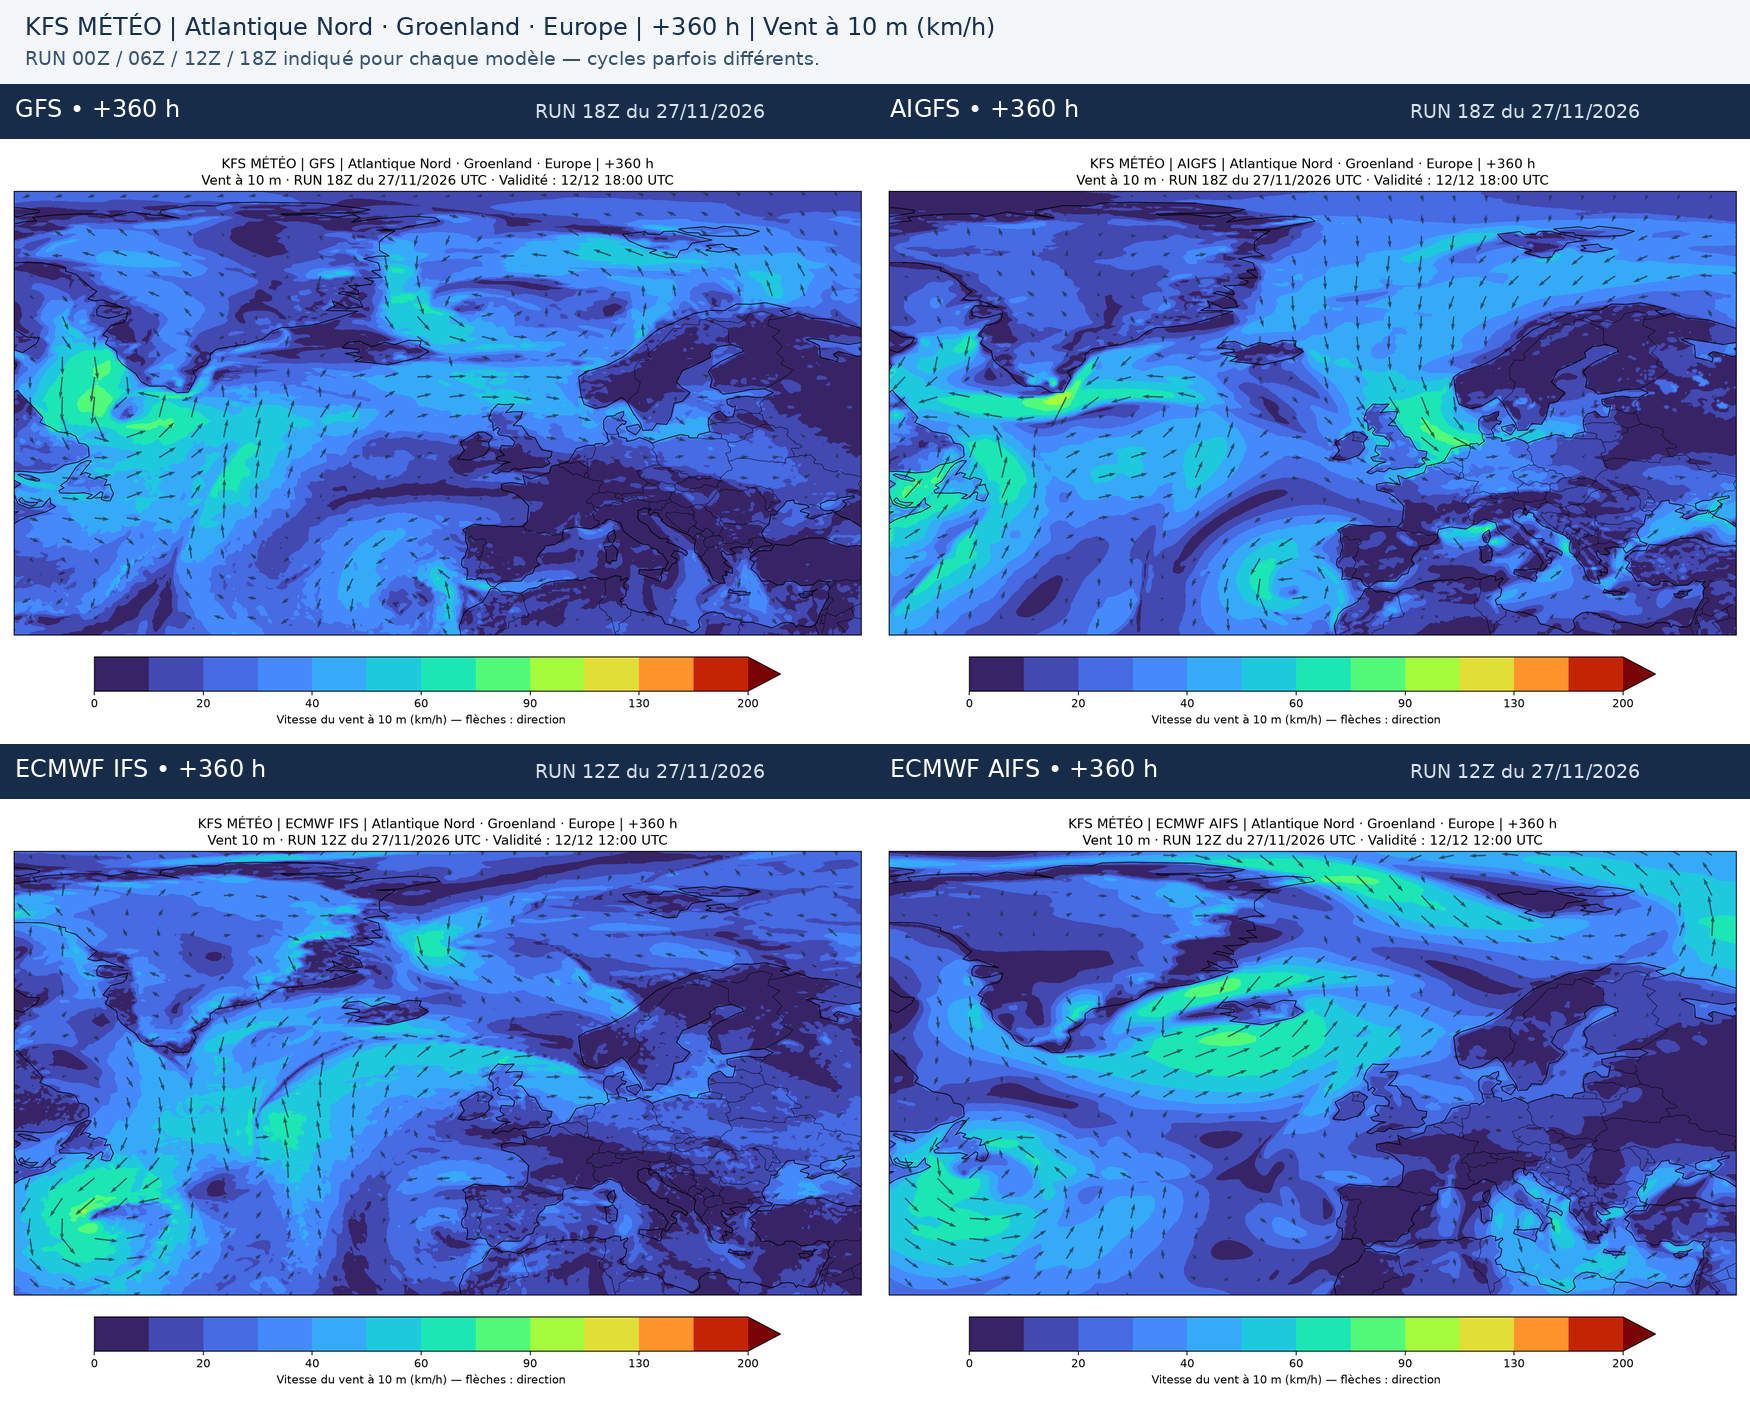 KFS MÉTÉO | Atlantique Nord · Groenland · Europe | +360 h | Vent à 10 m (km/h)
RUN 00Z / 06Z / 12Z / 18Z indiqué pour chaque modèle — cycles parfois différents.
GFS • +360 h
RUN 18Z du 27/11/2026
KFS MÉTÉO | GFS | Atlantique Nord · Groenland · Europe | +360 h
Vent à 10 m · RUN 18Z du 27/11/2026 UTC · Validité : 12/12 18:00 UTC
0 20 40 60 90 130 200
Vitesse du vent à 10 m (km/h) — flèches : direction
AIGFS • +360 h
RUN 18Z du 27/11/2026
KFS MÉTÉO | AIGFS | Atlantique Nord · Groenland · Europe | +360 h
Vent à 10 m · RUN 18Z du 27/11/2026 UTC · Validité : 12/12 18:00 UTC
0 20 40 60 90 130 200
Vitesse du vent à 10 m (km/h) — flèches : direction
ECMWF IFS • +360 h
RUN 12Z du 27/11/2026
KFS MÉTÉO | ECMWF IFS | Atlantique Nord · Groenland · Europe | +360 h
Vent 10 m · RUN 12Z du 27/11/2026 UTC · Validité : 12/12 12:00 UTC
0 20 40 60 90 130 200
Vitesse du vent à 10 m (km/h) — flèches : direction
ECMWF AIFS • +360 h
RUN 12Z du 27/11/2026
KFS MÉTÉO | ECMWF AIFS | Atlantique Nord · Groenland · Europe | +360 h
Vent 10 m · RUN 12Z du 27/11/2026 UTC · Validité : 12/12 12:00 UTC
0 20 40 60 90 130 200
Vitesse du vent à 10 m (km/h) — flèches : direction